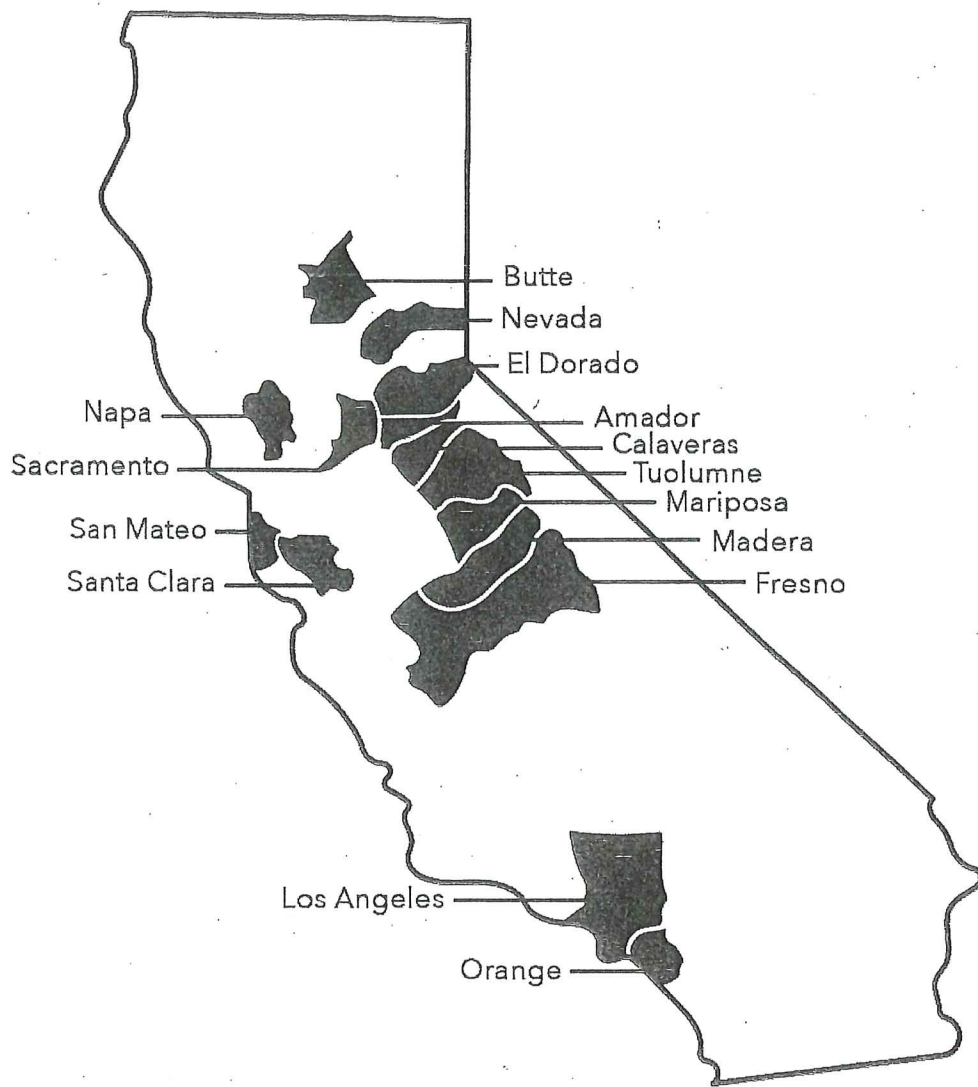 Butte
Nevada
El Dorado
Napa
Amador
Calaveras
Sacramento
Tuolumne
Mariposa
San Mateo
Madera
Santa Clara
Fresno
Los Angeles
Orange